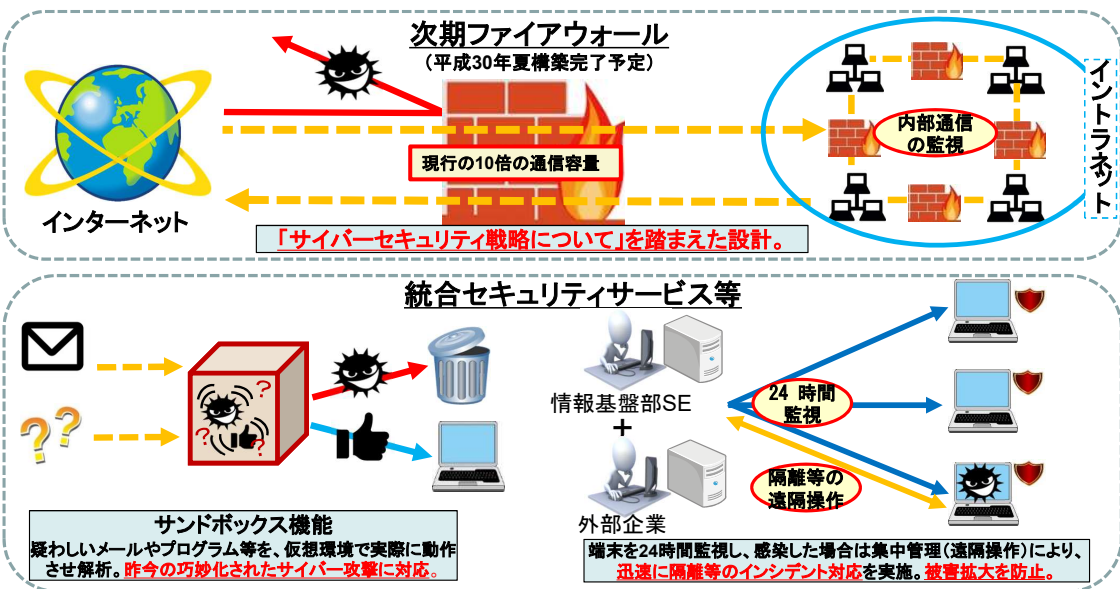 次期ファイアウォール
（平成30年夏構築完了予定）
現行の10倍の通信容量
内部通信
の監視
イントラネット
インターネット
「サイバーセキュリティ戦略について」を踏まえた設計。
統合セキュリティサービス等
?
?
?
??
情報基盤部SE
+
外部企業
24 時間
監視
隔離等の
遠隔操作
サンドボックス機能
疑わしいメールやプログラム等を、仮想環境で実際に動作
させ解析。昨今の巧妙化されたサイバー攻撃に対応。
端末を24時間監視し、感染した場合は集中管理（遠隔操作）により、
迅速に隔離等のインシデント対応を実施。被害拡大を防止。